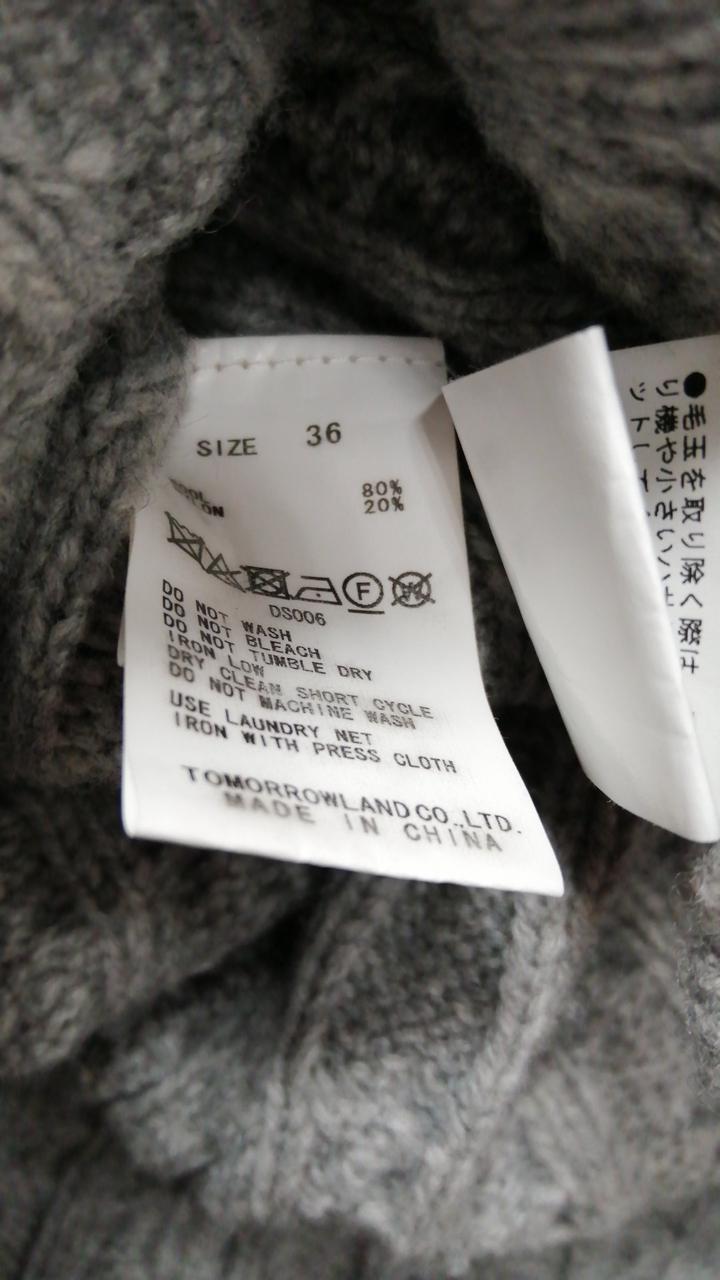 SIZE 36
80%
20%
F
W
DS006
DO NOT WASH
DO NOT BLEACH
DO NOT TUMBLE DRY
IRON LOW
DRY CLEAN SHORT CYCLE
DO NOT MACHINE WASH
USE LAUNDRY NET
IRON WITH PRESS CLOTH
TOMORROWLAND CO.,LTD.
MADE IN CHINA
●毛玉を取り除く際は
り機や小さいハサ
ットし